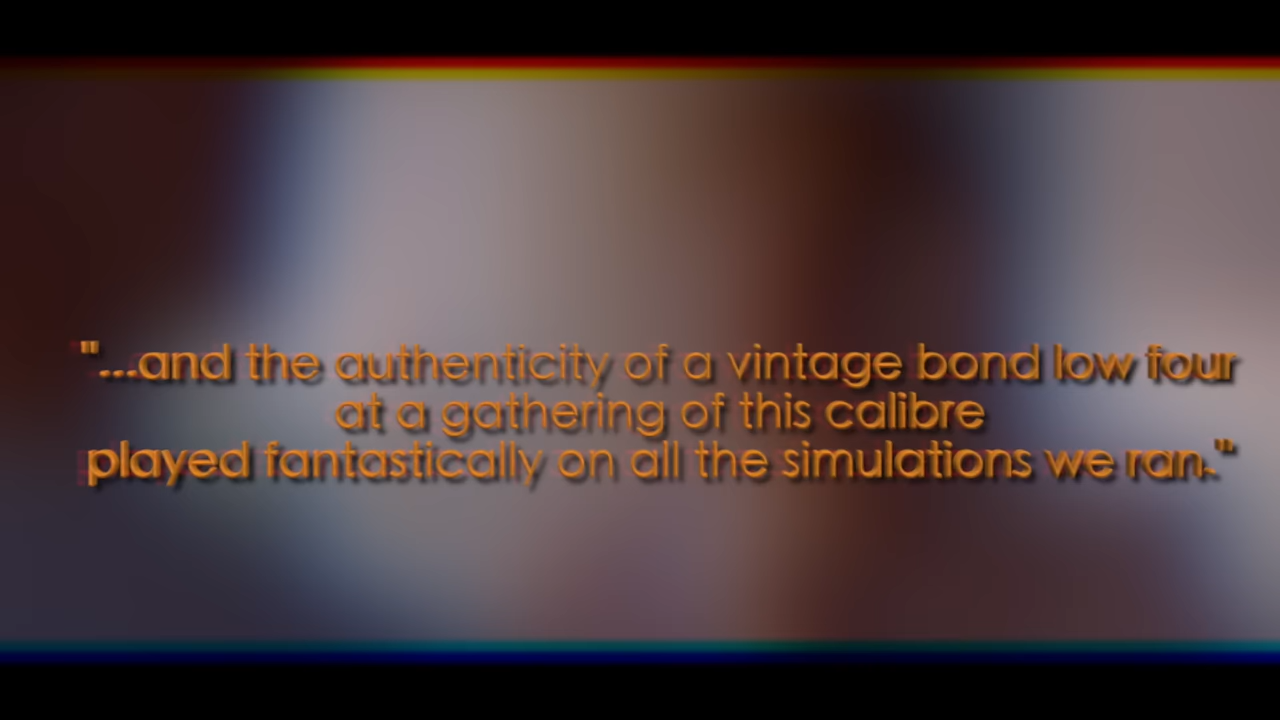 "...and the authenticity of a vintage bond low four
at a gathering of this calibre
played fantastically on all the simulations we ran."